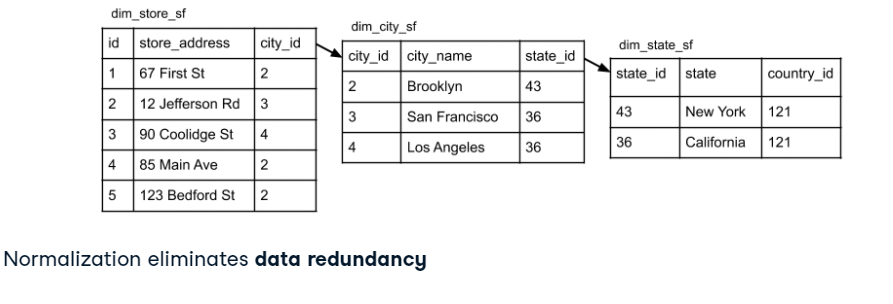 dim_store_sf
id store_address city_id
1 67 First St 2
2 12 Jefferson Rd 3
3 90 Coolidge St 4
4 85 Main Ave 2
5 123 Bedford St 2
dim_city_sf
city_id city_name state_id
2 Brooklyn 43
3 San Francisco 36
4 Los Angeles 36
dim_state_sf
state_id state country_id
43 New York 121
36 California 121
Normalization eliminates data redundancy